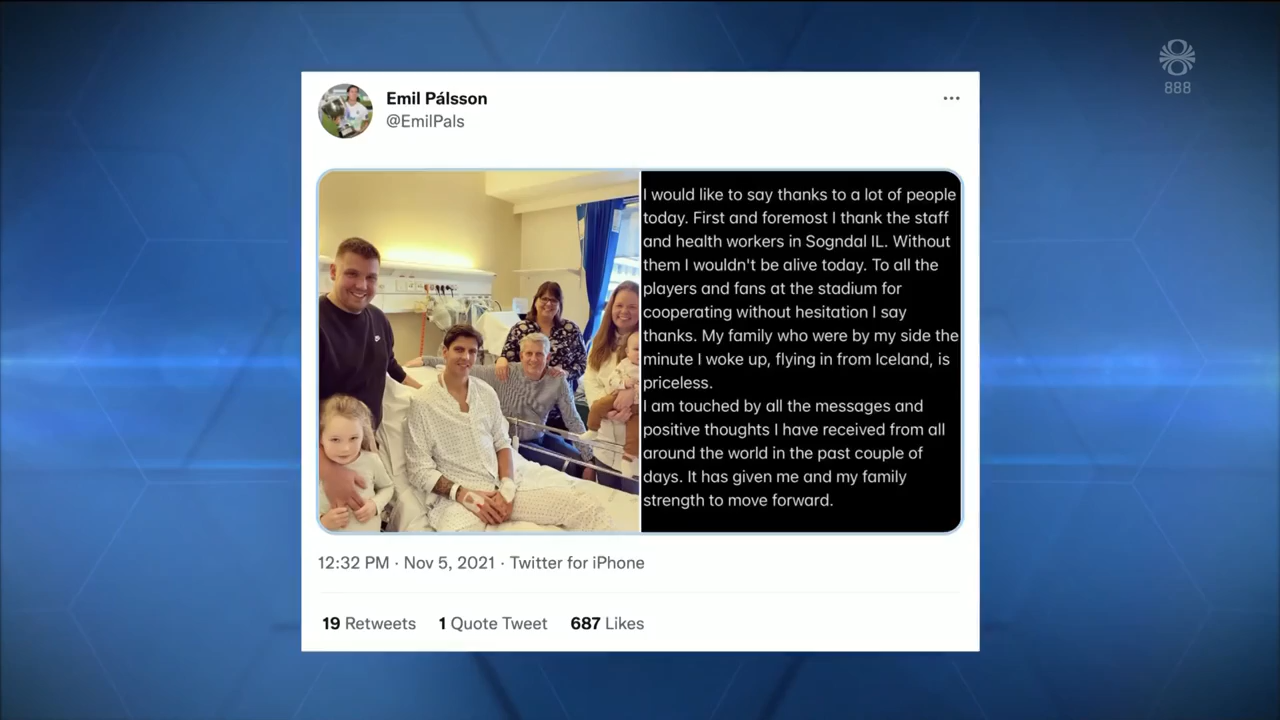 888
Emil Pálsson
@EmilPals
I would like to say thanks to a lot of people
today. First and foremost I thank the staff
and health workers in Sogndal IL. Without
them I wouldn't be alive today. To all the
players and fans at the stadium for
cooperating without hesitation I say
thanks. My family who were by my side the
minute I woke up, flying in from Iceland, is
priceless.
I am touched by all the messages and
positive thoughts I have received from all
around the world in the past couple of
days. It has given me and my family
strength to move forward.
12:32 PM · Nov 5, 2021 · Twitter for iPhone
19 Retweets 1 Quote Tweet 687 Likes